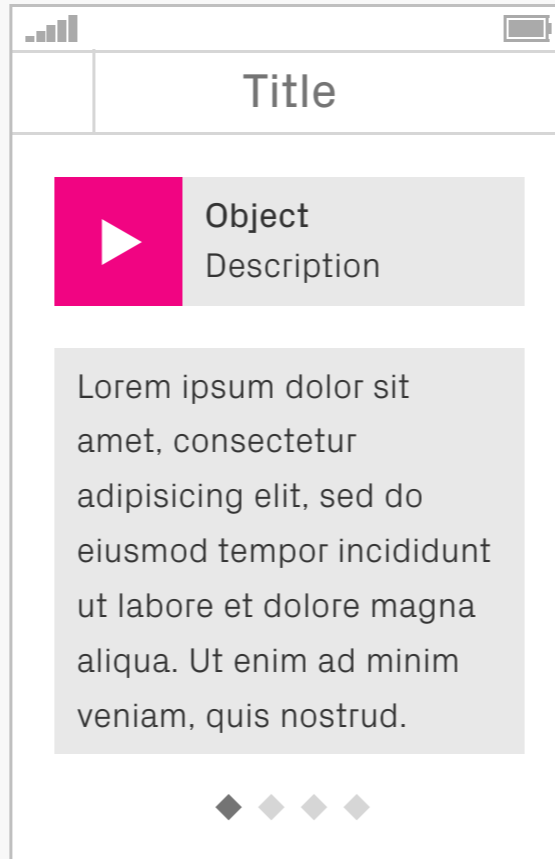 Title
Object
Description
Lorem ipsum dolor sit
amet, consectetur
adipisicing elit, sed do
eiusmod tempor incididunt
ut labore et dolore magna
aliqua. Ut enim ad minim
veniam, quis nostrud.